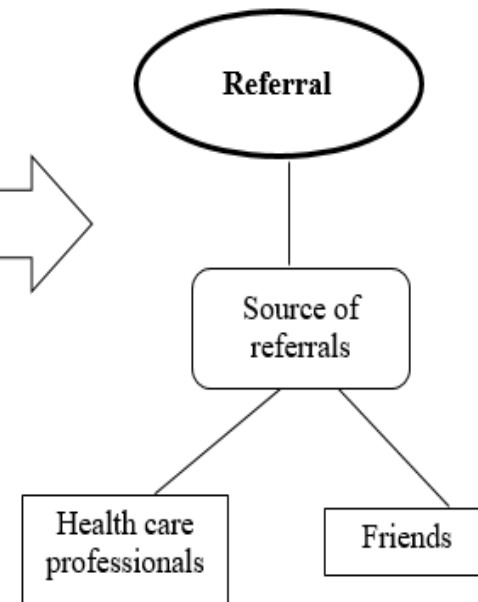 Referral
Source of
referrals
Health care
professionals
Friends